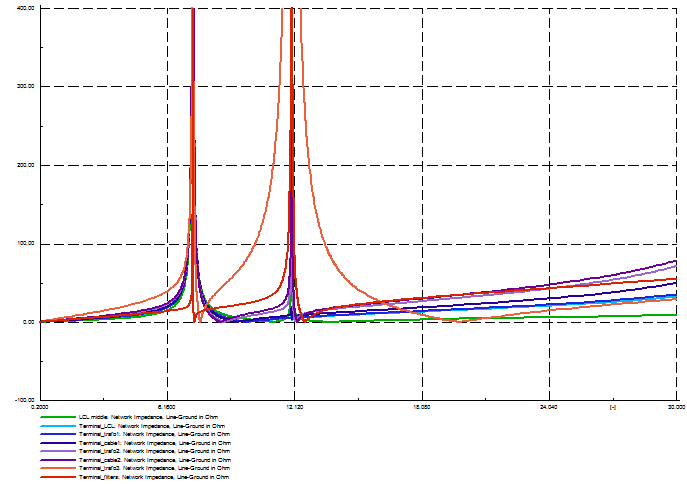 400.00
300.00
200.00
100.00
0.00
-100.00
0.2000 6.1600 12.120 18.080 24.040 [-] 30.000
LCL middle: Network Impedance, Line-Ground in Ohm
Terminal_LCL: Network Impedance, Line-Ground in Ohm
Terminal_trafo1: Network Impedance, Line-Ground in Ohm
Terminal_cable1: Network Impedance, Line-Ground in Ohm
Terminal_trafo2: Network Impedance, Line-Ground in Ohm
Terminal_cable2: Network Impedance, Line-Ground in Ohm
Terminal_trafo3: Network Impedance, Line-Ground in Ohm
Terminal_filters: Network Impedance, Line-Ground in Ohm